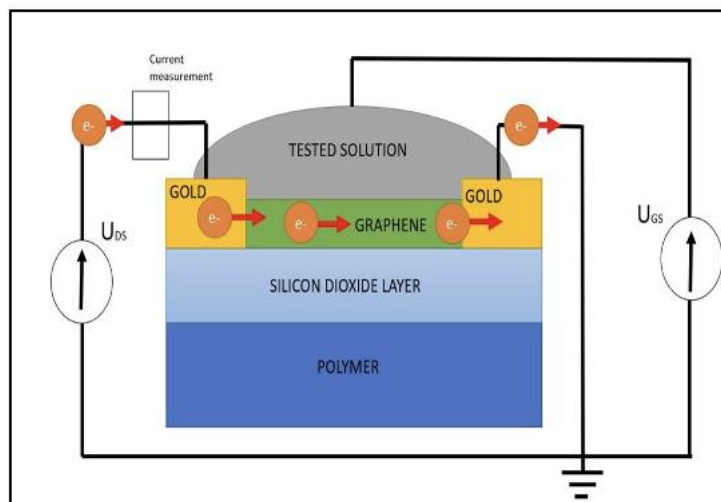 Current
measurement
e-
e-
TESTED SOLUTION
GOLD
GOLD
e-
e-
GRAPHENE
e-
UDS
UGS
SILICON DIOXIDE LAYER
POLYMER